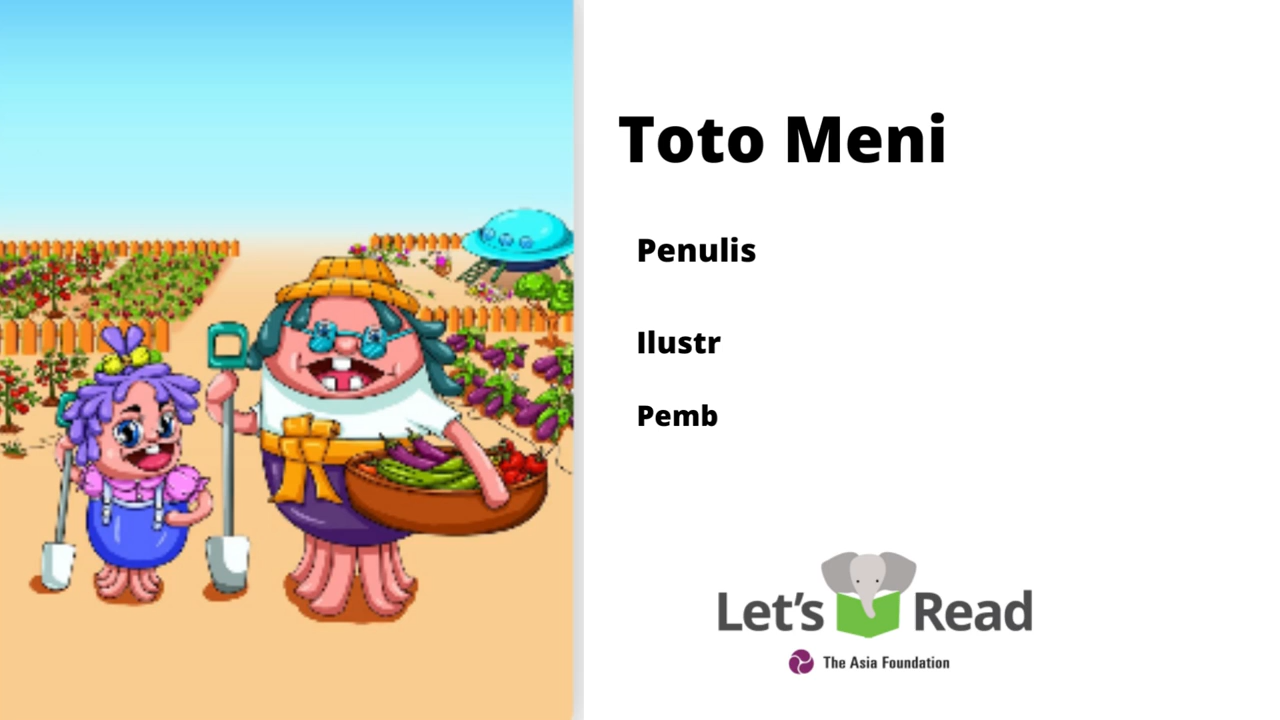 Toto Meni
Penulis
Ilustr
Pemb
Let's Read
The Asia Foundation